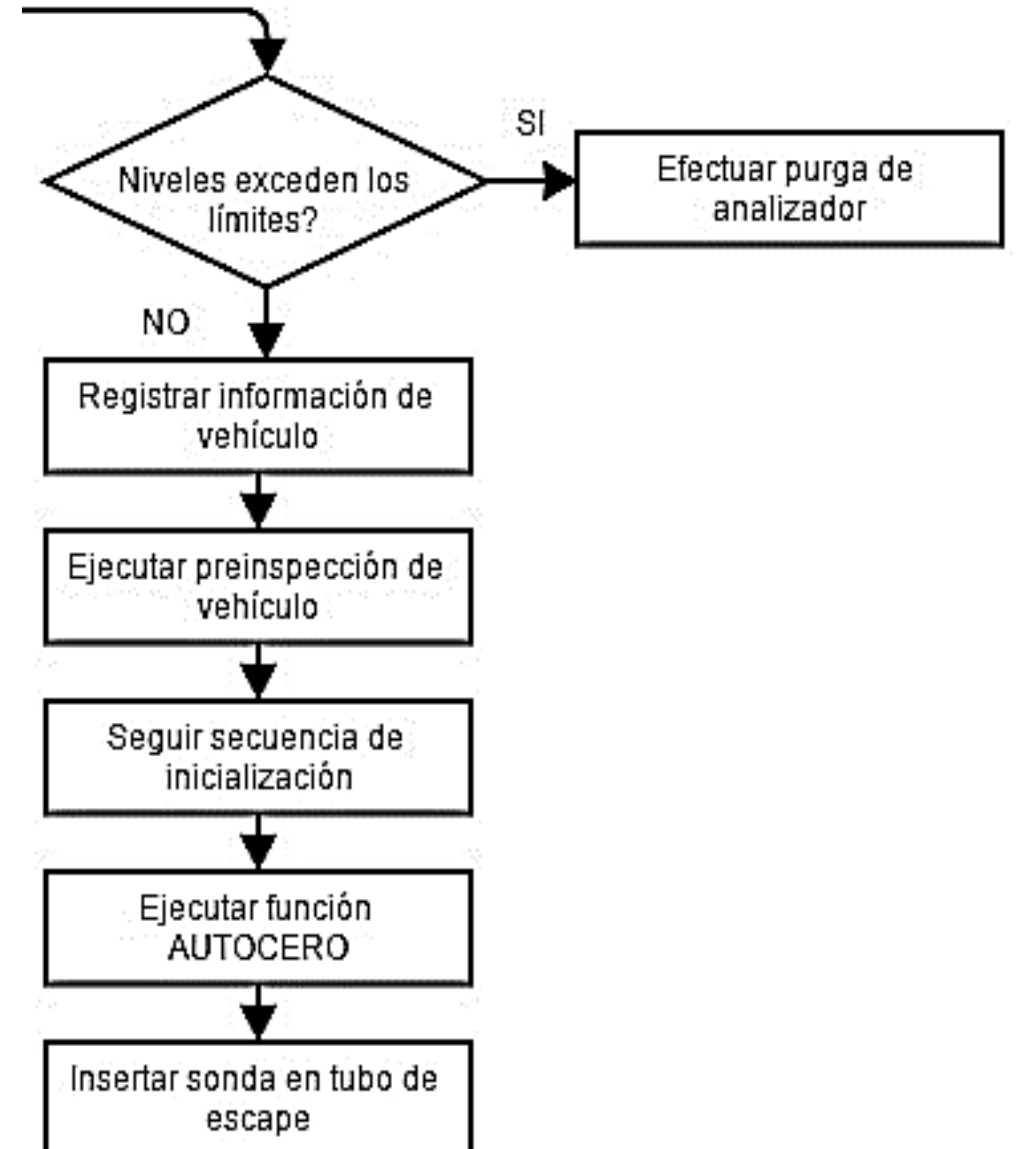 Niveles exceden los
límites?
SI
Efectuar purga de
analizador
NO
Registrar información de
vehículo
Ejecutar preinspección de
vehículo
Seguir secuencia de
inicialización
Ejecutar función
AUTOCERO
Insertar sonda en tubo de
escape